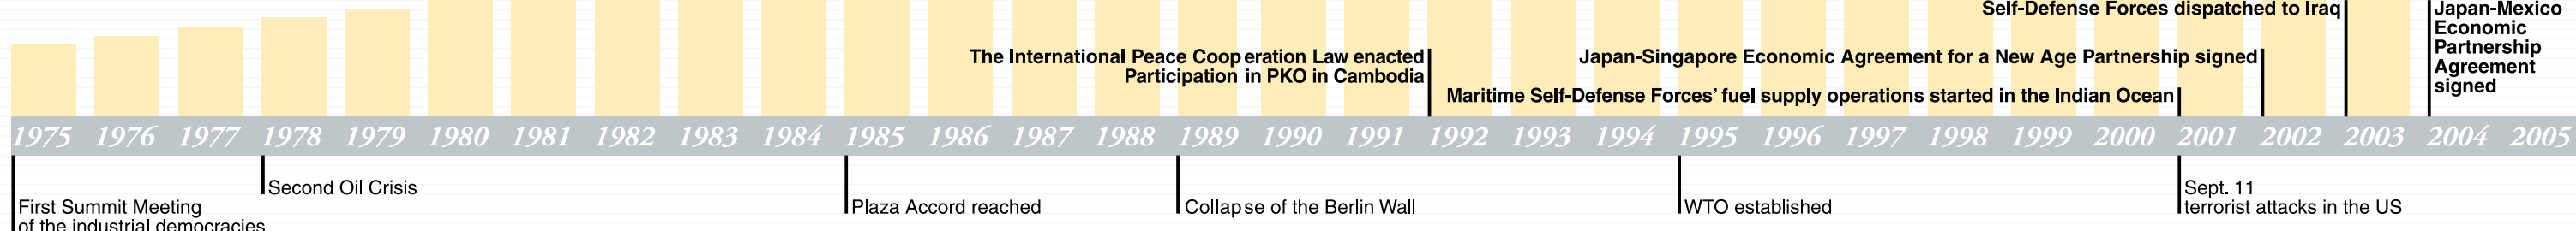 Self-Defense Forces dispatched to Iraq
Japan-Mexico
Economic
Partnership
Agreement
signed
The International Peace Cooperation Law enacted
Participation in PKO in Cambodia
Japan-Singapore Economic Agreement for a New Age Partnership signed
Maritime Self-Defense Forces' fuel supply operations started in the Indian Ocean
1975 1976 1977 1978 1979 1980 1981 1982 1983 1984 1985 1986 1987 1988 1989 1990 1991 1992 1993 1994 1995 1996 1997 1998 1999 2000 2001 2002 2003 2004 2005
First Summit Meeting
of the industrial democracies
Second Oil Crisis
Plaza Accord reached
Collapse of the Berlin Wall
WTO established
Sept. 11
terrorist attacks in the US